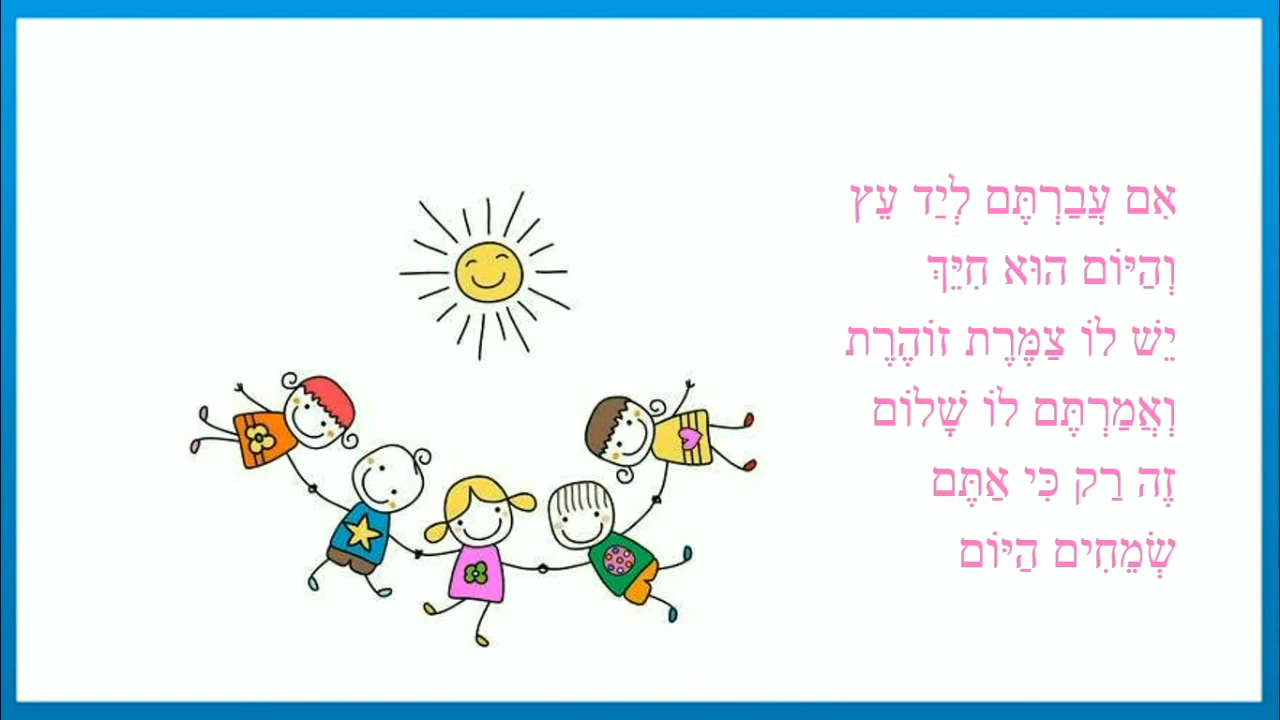 אִם עֲבַרְתֶּם לְיַד עֵץ
וְהַיּוֹם הוּא חִיֵּךְ
יֵשׁ לוֹ צַמֶּרֶת זוֹהֶרֶת
וְאֲמַרְתֶּם לוֹ שָׁלוֹם
זֶה רַק כִּי אַתֶּם
שְׂמֵחִים הַיּוֹם